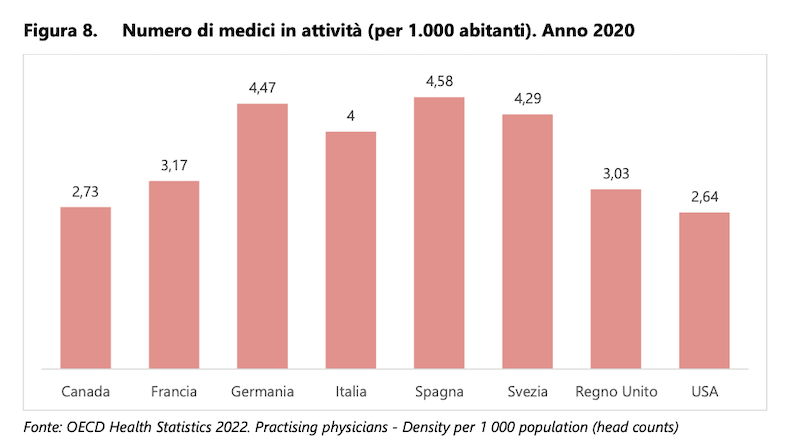 Figura 8. Numero di medici in attività (per 1.000 abitanti). Anno 2020
4,58
4,47
4,29
4
3,17
3,03
2,73
2,64
Canada Francia Germania Italia Spagna Svezia Regno Unito USA
Fonte: OECD Health Statistics 2022. Practising physicians - Density per 1 000 population (head counts)